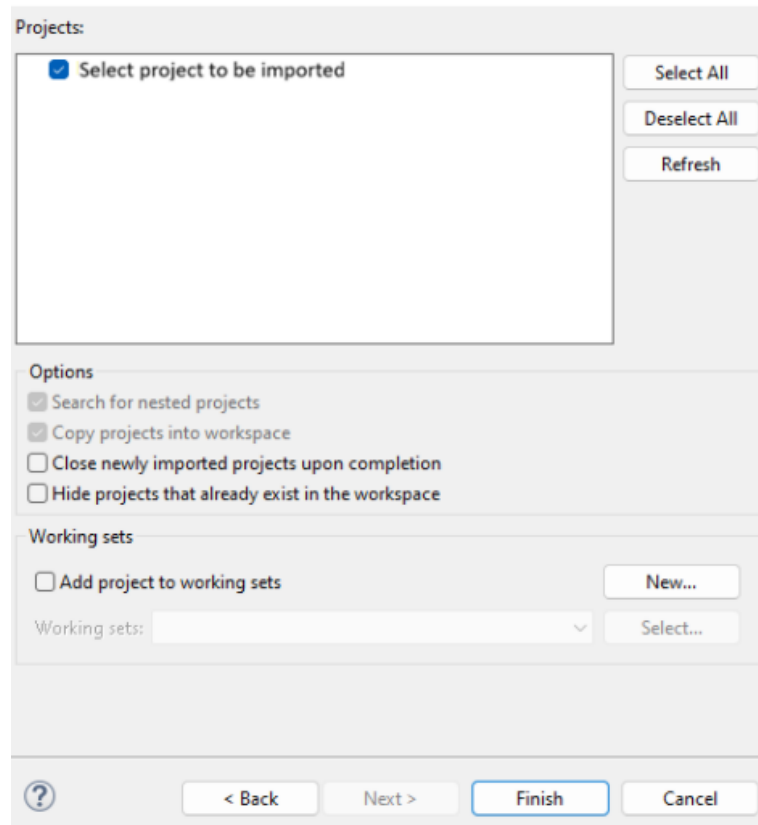 Projects:
Select project to be imported
Select All
Deselect All
Refresh
Options
Search for nested projects
Copy projects into workspace
Close newly imported projects upon completion
Hide projects that already exist in the workspace
Working sets
Add project to working sets
New...
Working sets:
Select...
?
< Back
Next >
Finish
Cancel